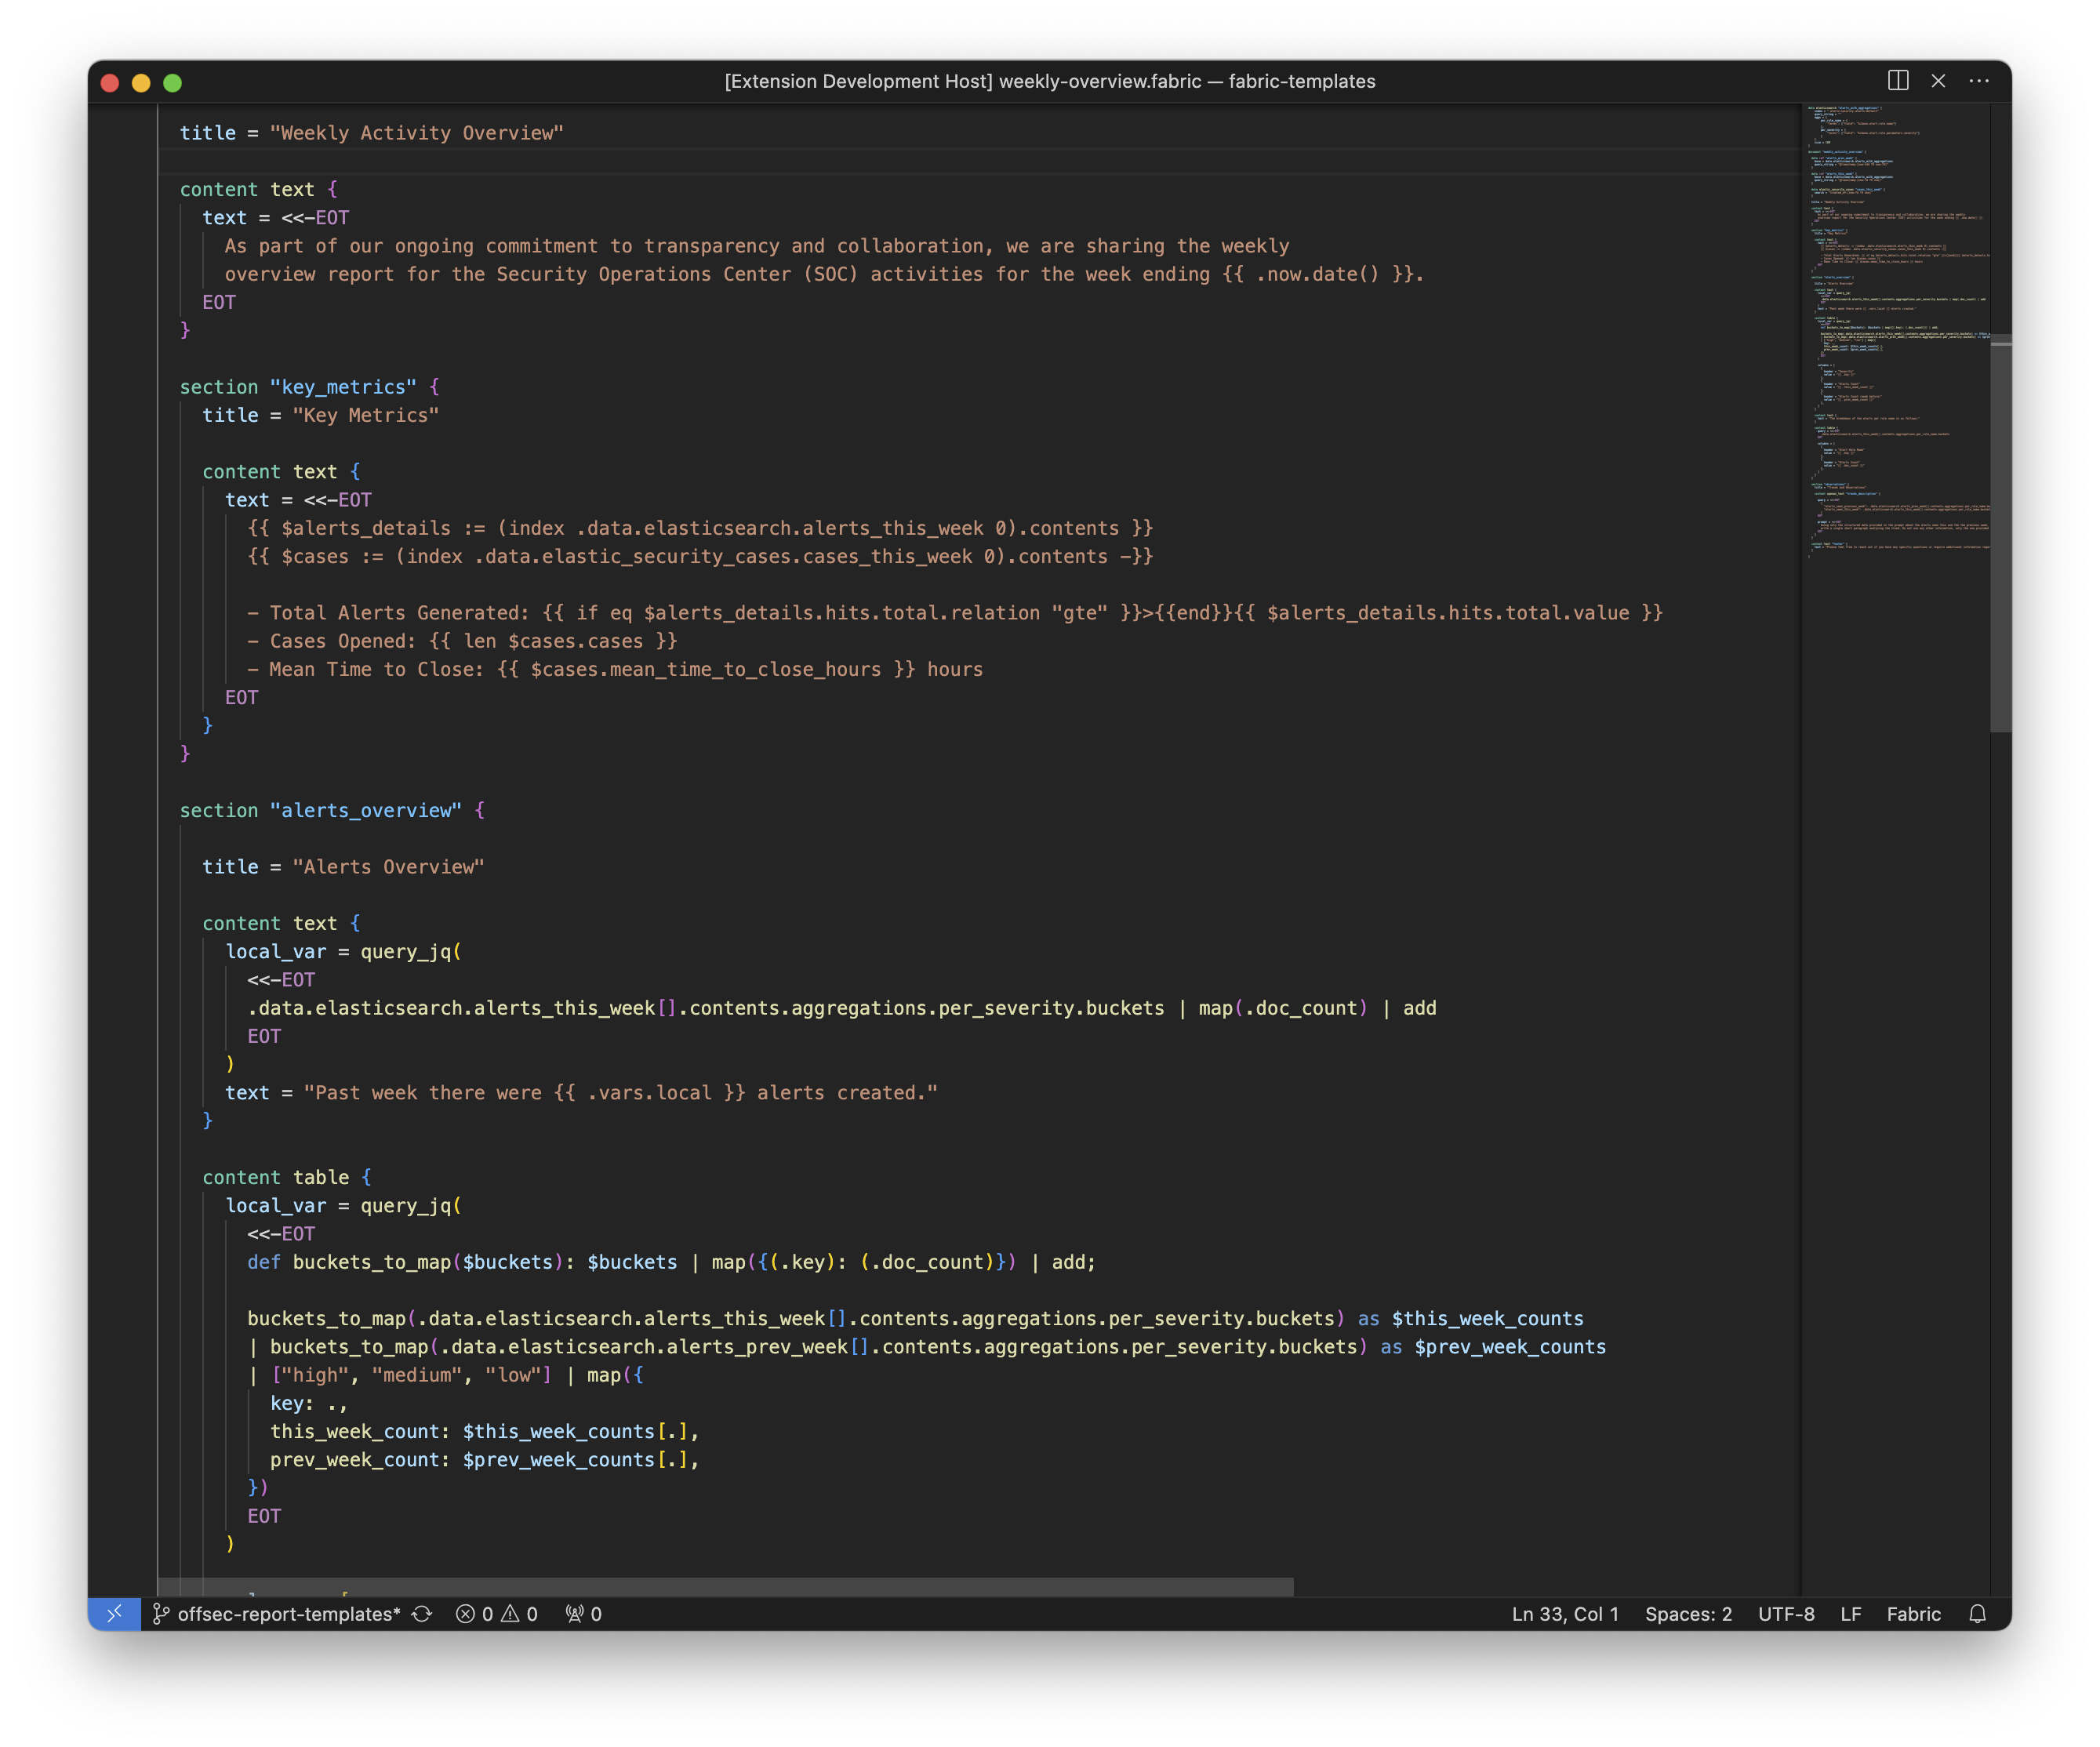 [Extension Development Host] weekly-overview.fabric — fabric-templates
title = "Weekly Activity Overview"
content text {
text = <<-EOT
As part of our ongoing commitment to transparency and collaboration, we are sharing the weekly
overview report for the Security Operations Center (SOC) activities for the week ending {{ .now.date() }}.
EOT
}
section "key_metrics" {
title = "Key Metrics"
content text {
text = <<-EOT
{{ $alerts_details := (index .data.elasticsearch.alerts_this_week 0).contents }}
{{ $cases := (index .data.elastic_security_cases.cases_this_week 0).contents -}}
- Total Alerts Generated: {{ if eq $alerts_details.hits.total.relation "gte" }}>{{end}}{{ $alerts_details.hits.total.value }}
- Cases Opened: {{ len $cases.cases }}
- Mean Time to Close: {{ $cases.mean_time_to_close_hours }} hours
EOT
}
}
section "alerts_overview" {
title = "Alerts Overview"
content text {
local_var = query_jq(
<<-EOT
.data.elasticsearch.alerts_this_week[].contents.aggregations.per_severity.buckets | map(.doc_count) | add
EOT
)
text = "Past week there were {{ .vars.local }} alerts created."
}
content table {
local_var = query_jq(
<<-EOT
def buckets_to_map($buckets): $buckets | map({(.key): (.doc_count)}) | add;
buckets_to_map(.data.elasticsearch.alerts_this_week[].contents.aggregations.per_severity.buckets) as $this_week_counts
| buckets_to_map(.data.elasticsearch.alerts_prev_week[].contents.aggregations.per_severity.buckets) as $prev_week_counts
| ["high", "medium", "low"] | map({
key: .,
this_week_count: $this_week_counts[.],
prev_week_count: $prev_week_counts[.],
})
EOT
)
offsec-report-templates* 0 0 0 Ln 33, Col 1 Spaces: 2 UTF-8 LF Fabric